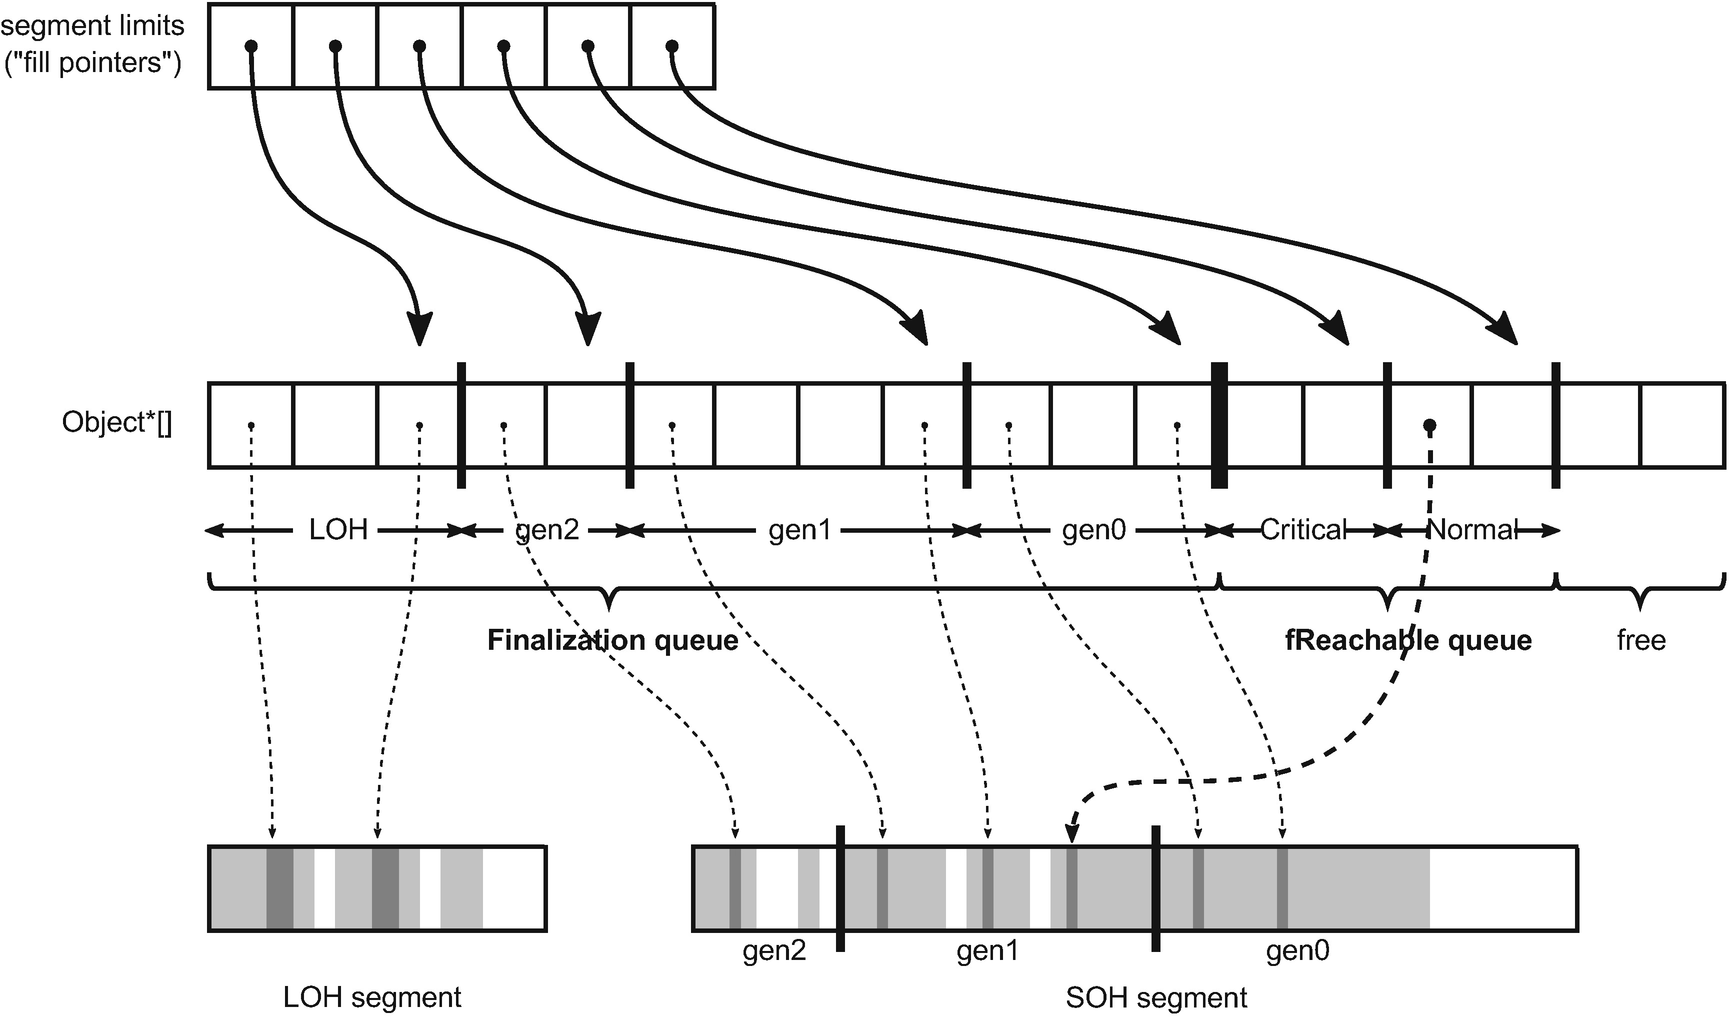 segment limits
("fill pointers")
Object*[]
LOH gen2 gen1 gen0 Critical Normal
Finalization queue fReachable queue free
gen2 gen1 gen0
LOH segment SOH segment